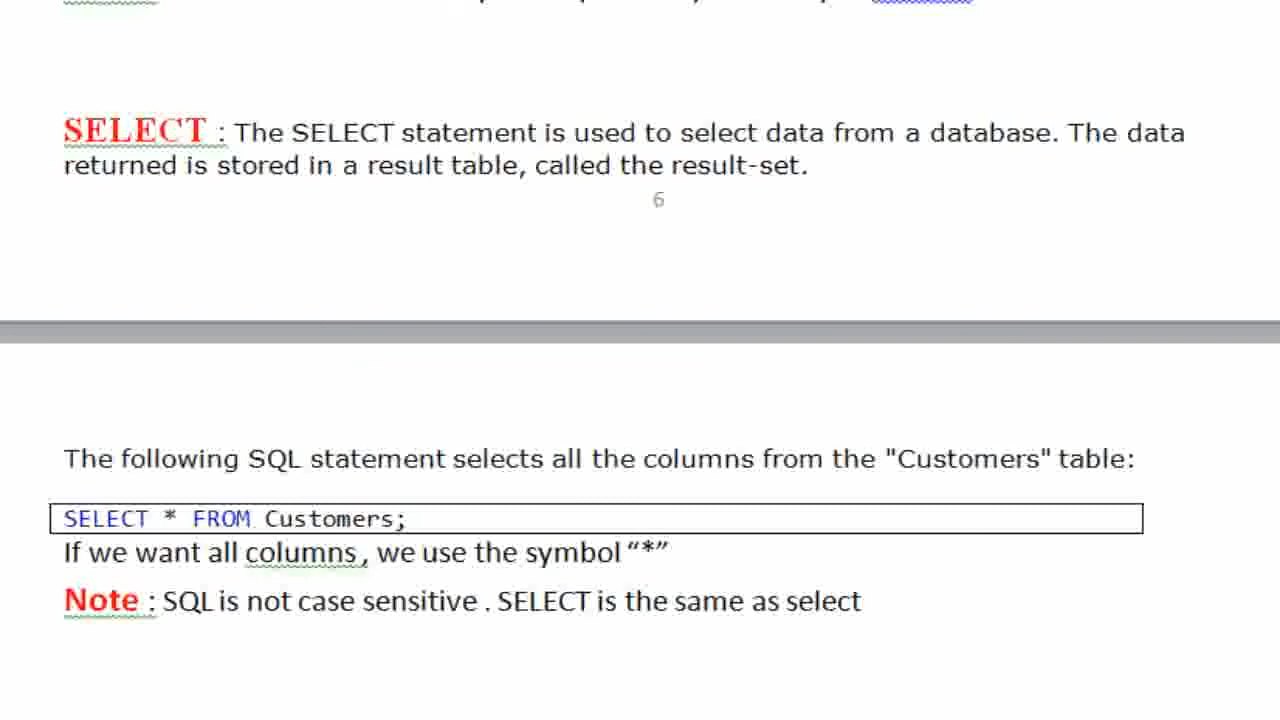 SELECT : The SELECT statement is used to select data from a database. The data
returned is stored in a result table, called the result-set.
6
The following SQL statement selects all the columns from the "Customers" table:
SELECT * FROM Customers;
If we want all columns, we use the symbol “*”
Note : SQL is not case sensitive . SELECT is the same as select